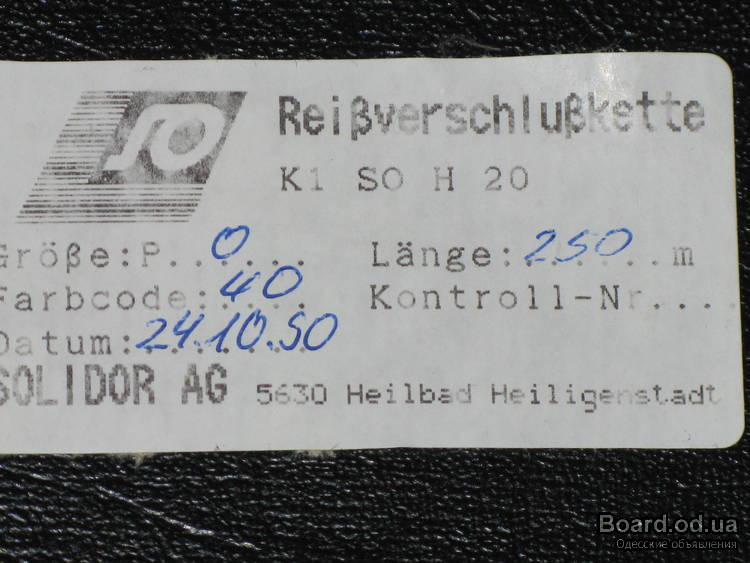 SO
Reißverschlußkette
K1 SO H 20
Größe:P..0....
Länge:.250..m
Farbcode:.40..
Kontroll-Nr....
Datum:24.10.90
SOLIDOR AG 5630 Heilbad Heiligenstadt
Board.od.ua
Одесские объявления